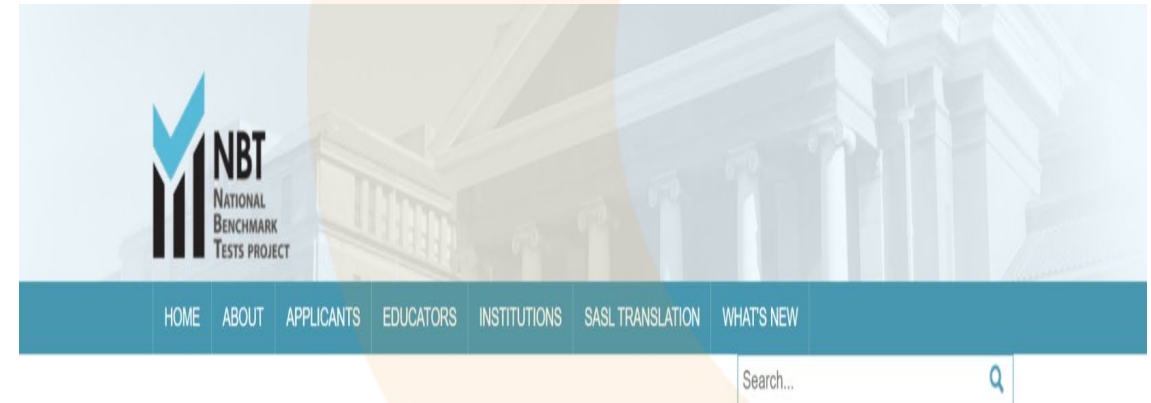 NBT
NATIONAL
BENCHMARK
TESTS PROJECT
HOME ABOUT APPLICANTS EDUCATORS INSTITUTIONS SASL TRANSLATION WHAT'S NEW
Search...